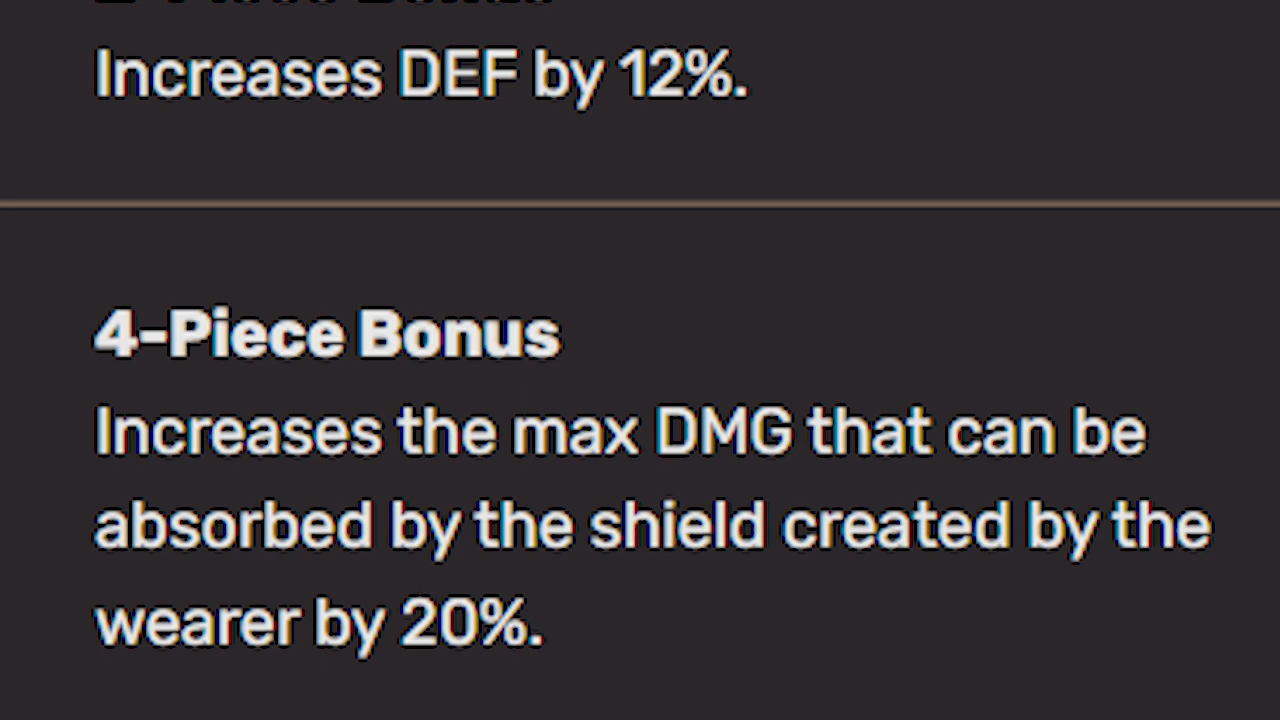 Increases DEF by 12%.
4-Piece Bonus
Increases the max DMG that can be
absorbed by the shield created by the
wearer by 20%.